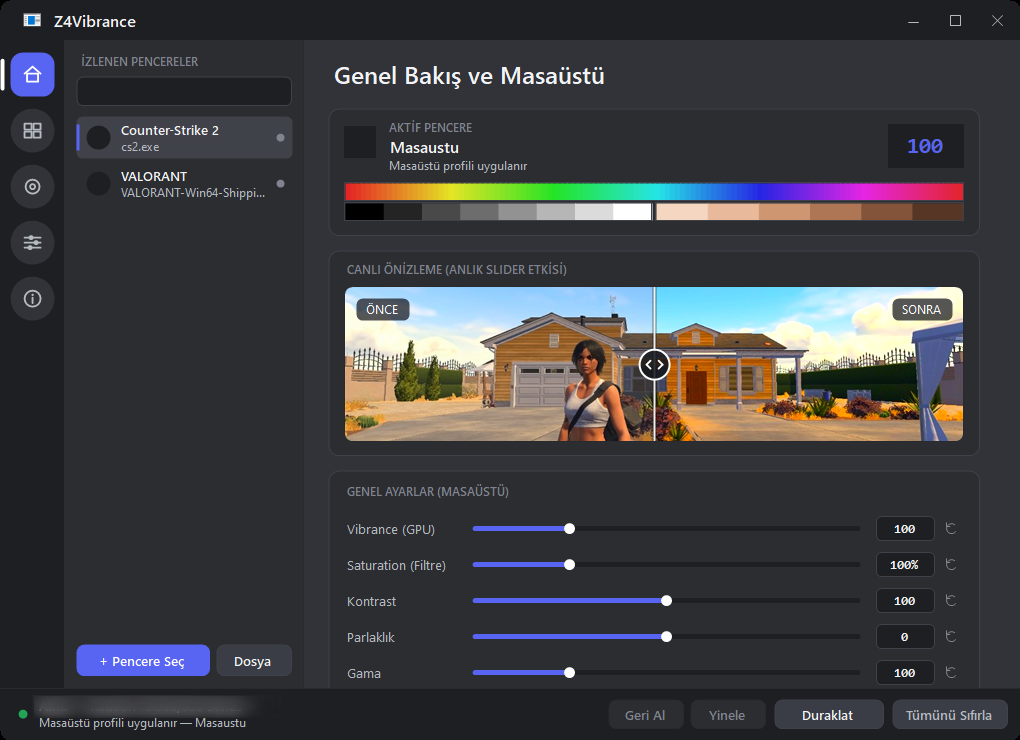 Z4Vibrance
İZLENEN PENCERELER
Counter-Strike 2
cs2.exe
VALORANT
VALORANT-Win64-Shippi...
+ Pencere Seç
Dosya
Genel Bakış ve Masaüstü
AKTİF PENCERE
Masaustu
Masaüstü profili uygulanır
100
CANLI ÖNİZLEME (ANLIK SLIDER ETKİSİ)
ÖNCE
SONRA
GENEL AYARLAR (MASAÜSTÜ)
Vibrance (GPU) 100
Saturation (Filtre) 100%
Kontrast 100
Parlaklık 0
Gama 100
Masaüstü profili uygulanır — Masaustu
Geri Al
Yinele
Duraklat
Tümünü Sıfırla